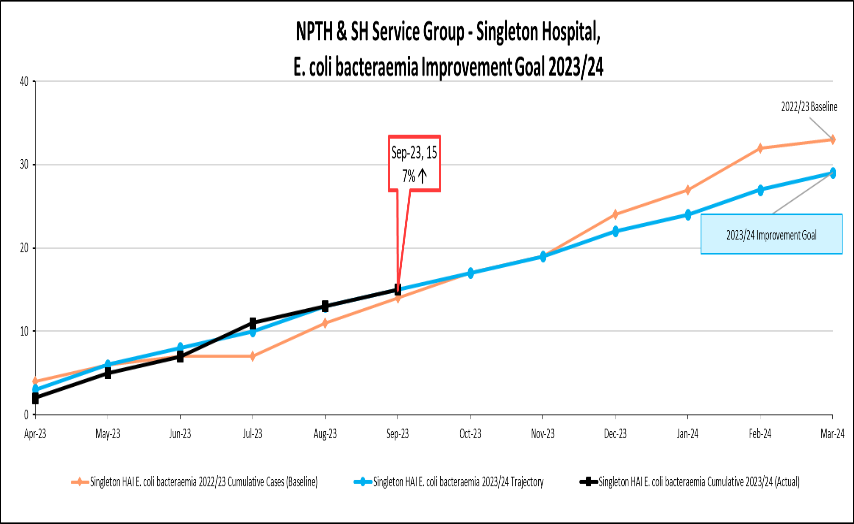 NPTH & SH Service Group - Singleton Hospital,
E. coli bacteraemia Improvement Goal 2023/24
40
30
20
10
0
2022/23 Baseline
Sep-23, 15
7% ↑
2023/24 Improvement Goal
Apr-23 May-23 Jun-23 Jul-23 Aug-23 Sep-23 Oct-23 Nov-23 Dec-23 Jan-24 Feb-24 Mar-24
Singleton HAI E. coli bacteraemia 2022/23 Cumulative Cases (Baseline) Singleton HAI E. coli bacteraemia 2023/24 Trajectory Singleton HAI E. coli bacteraemia Cumulative 2023/24 (Actual)